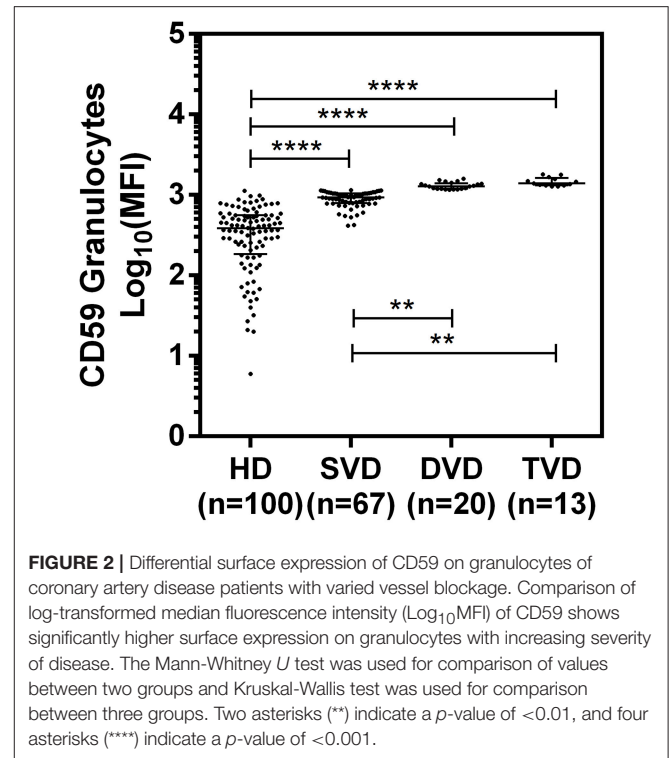 5
4
3
2
1
0
CD59 Granulocytes
Log₁₀(MFI)
****
****
****
**
**
HD SVD DVD TVD
(n=100) (n=67) (n=20) (n=13)
FIGURE 2 | Differential surface expression of CD59 on granulocytes of
coronary artery disease patients with varied vessel blockage. Comparison of
log-transformed median fluorescence intensity (Log₁₀MFI) of CD59 shows
significantly higher surface expression on granulocytes with increasing severity
of disease. The Mann-Whitney U test was used for comparison of values
between two groups and Kruskal-Wallis test was used for comparison
between three groups. Two asterisks (**) indicate a p-value of <0.01, and four
asterisks (****) indicate a p-value of <0.001.